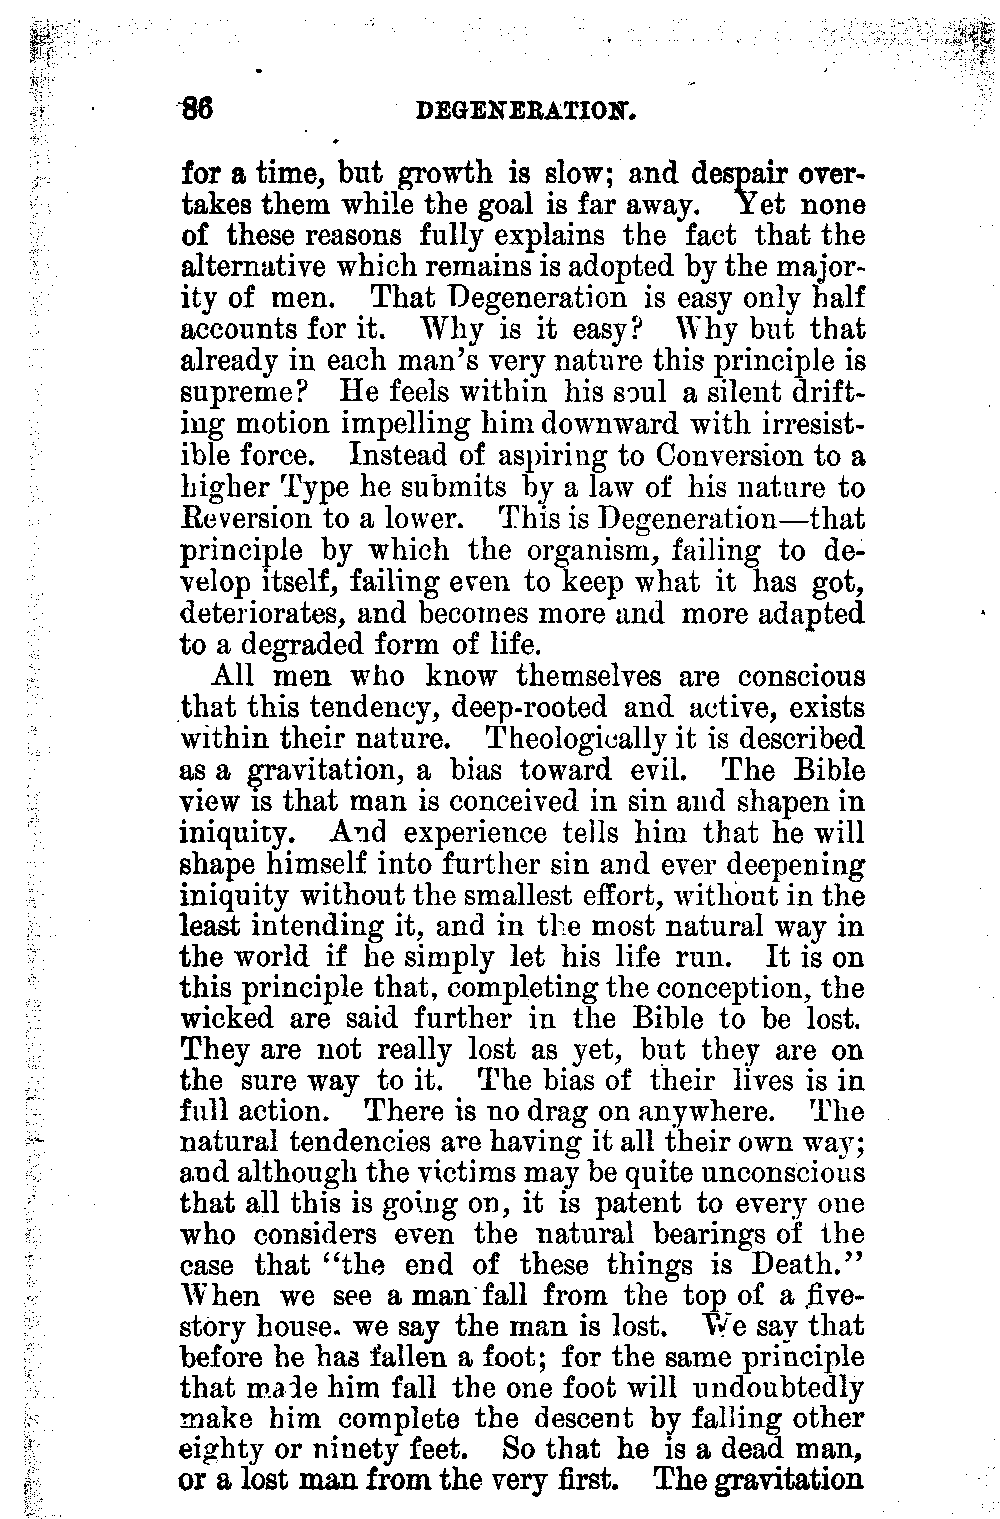 86 DEGENERATION.
for a time, but growth is slow; and despair over-
takes them while the goal is far away. Yet none
of these reasons fully explains the fact that the
alternative which remains is adopted by the major-
ity of men. That Degeneration is easy only half
accounts for it. Why is it easy? Why but that
already in each man's very nature this principle is
supreme? He feels within his soul a silent drift-
ing motion impelling him downward with irresist-
ible force. Instead of aspiring to Conversion to a
higher Type he submits by a law of his nature to
Reversion to a lower. This is Degeneration—that
principle by which the organism, failing to de-
velop itself, failing even to keep what it has got,
deteriorates, and becomes more and more adapted
to a degraded form of life.
All men who know themselves are conscious
that this tendency, deep-rooted and active, exists
within their nature. Theologically it is described
as a gravitation, a bias toward evil. The Bible
view is that man is conceived in sin and shapen in
iniquity. And experience tells him that he will
shape himself into further sin and ever deepening
iniquity without the smallest effort, without in the
least intending it, and in the most natural way in
the world if he simply let his life run. It is on
this principle that, completing the conception, the
wicked are said further in the Bible to be lost.
They are not really lost as yet, but they are on
the sure way to it. The bias of their lives is in
full action. There is no drag on anywhere. The
natural tendencies are having it all their own way;
and although the victims may be quite unconscious
that all this is going on, it is patent to every one
who considers even the natural bearings of the
case that "the end of these things is Death."
When we see a man fall from the top of a five-
story house. we say the man is lost. We say that
before he has fallen a foot; for the same principle
that made him fall the one foot will undoubtedly
make him complete the descent by falling other
eighty or ninety feet. So that he is a dead man,
or a lost man from the very first. The gravitation